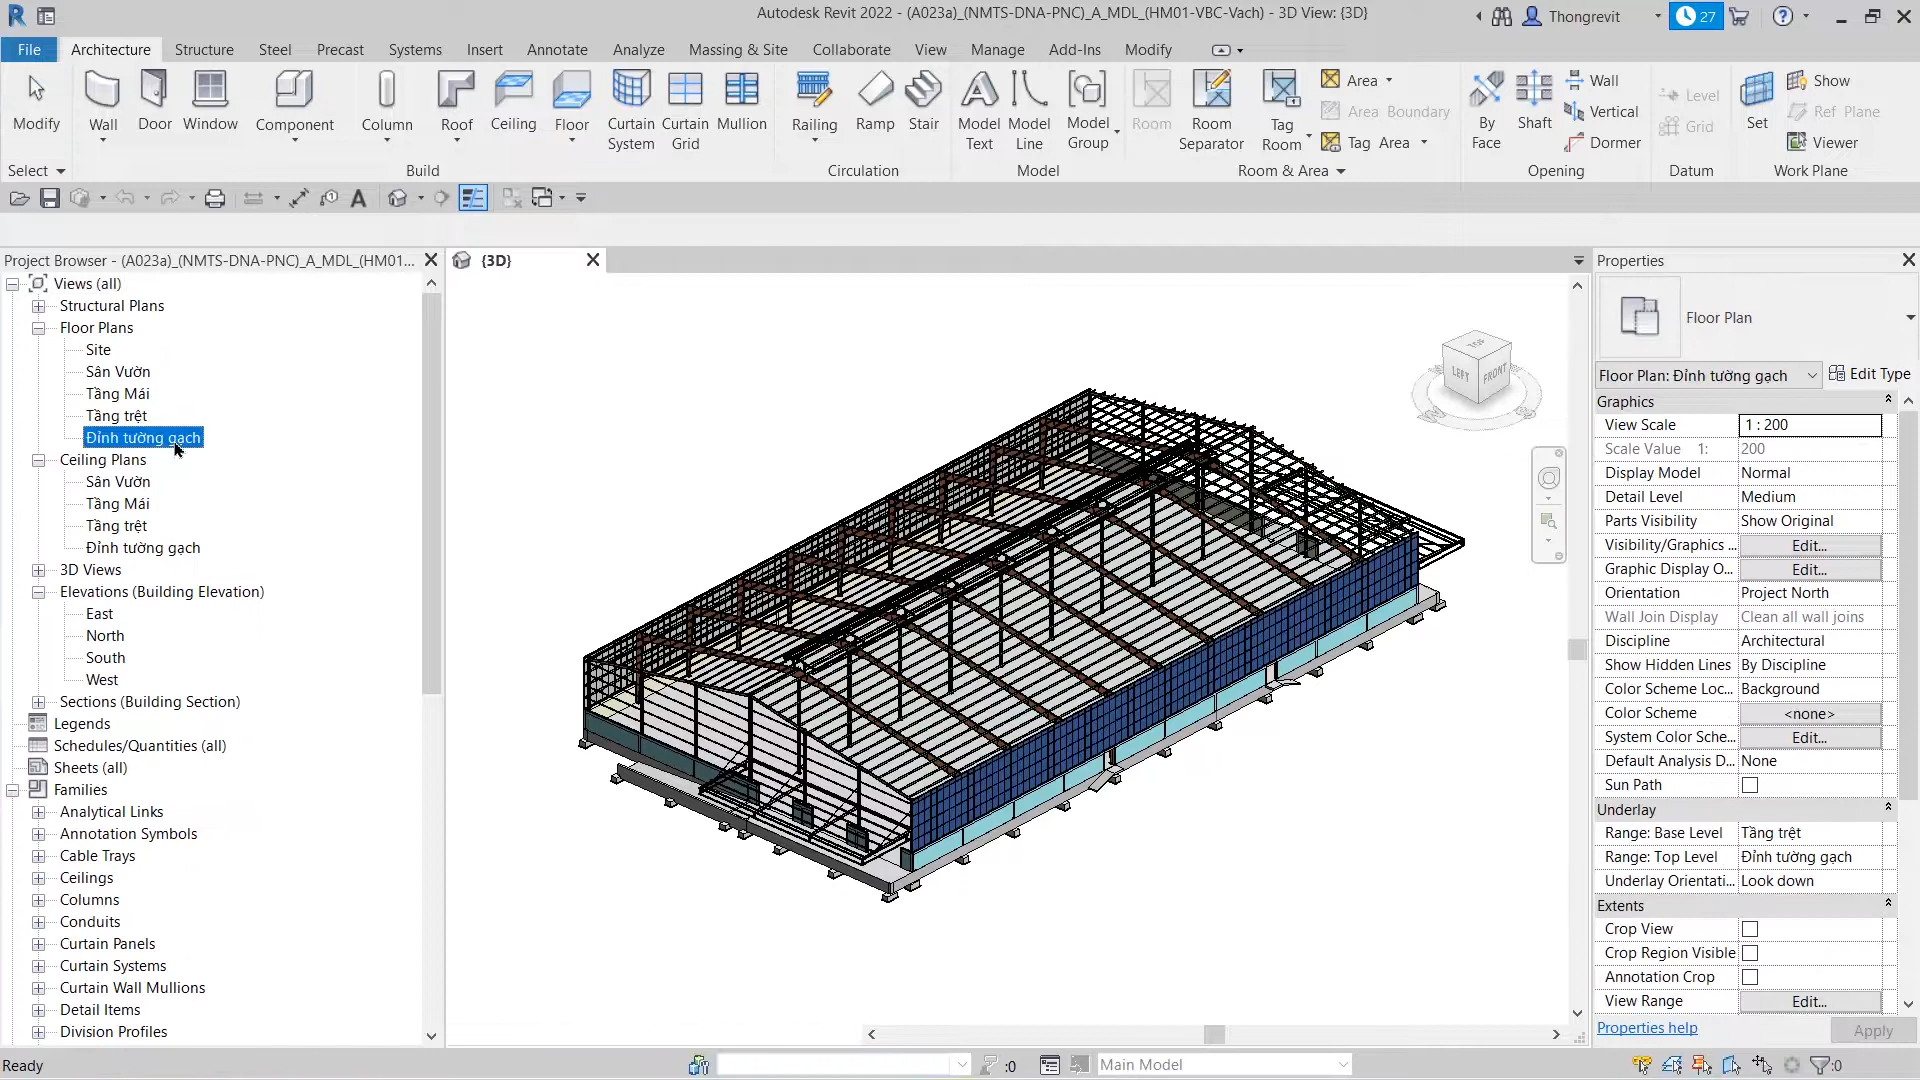 Autodesk Revit 2022 - (A023a)_(NMTS-DNA-PNC)_A_MDL_(HM01-VBC-Vach) - 3D View: {3D}
Thongrevit
27
File Architecture Structure Steel Precast Systems Insert Annotate Analyze Massing & Site Collaborate View Manage Add-Ins Modify
Modify
Wall
Door
Window
Component
Column
Roof
Ceiling
Floor
Curtain System
Curtain Grid
Mullion
Railing
Ramp
Stair
Model Text
Model Line
Model Group
Room
Room Separator
Tag Room
Area
Area Boundary
Tag Area
By Face
Shaft
Wall
Vertical
Dormer
Level
Grid
Set
Show
Ref Plane
Viewer
Select
Build
Circulation
Model
Room & Area
Opening
Datum
Work Plane
Project Browser - (A023a)_(NMTS-DNA-PNC)_A_MDL_(HM01...
Views (all)
Structural Plans
Floor Plans
Site
Sân Vườn
Tầng Mái
Tầng trệt
Đỉnh tường gạch
Ceiling Plans
Sân Vườn
Tầng Mái
Tầng trệt
Đỉnh tường gạch
3D Views
Elevations (Building Elevation)
East
North
South
West
Sections (Building Section)
Legends
Schedules/Quantities (all)
Sheets (all)
Families
Analytical Links
Annotation Symbols
Cable Trays
Ceilings
Columns
Conduits
Curtain Panels
Curtain Systems
Curtain Wall Mullions
Detail Items
Division Profiles
{3D}
TOP
LEFT
FRONT
Properties
Floor Plan
Floor Plan: Đỉnh tường gạch
Edit Type
Graphics
View Scale 1 : 200
Scale Value 1: 200
Display Model Normal
Detail Level Medium
Parts Visibility Show Original
Visibility/Graphics ... Edit...
Graphic Display O... Edit...
Orientation Project North
Wall Join Display Clean all wall joins
Discipline Architectural
Show Hidden Lines By Discipline
Color Scheme Loc... Background
Color Scheme <none>
System Color Sche... Edit...
Default Analysis D... None
Sun Path
Underlay
Range: Base Level Tầng trệt
Range: Top Level Đỉnh tường gạch
Underlay Orientati... Look down
Extents
Crop View
Crop Region Visible
Annotation Crop
View Range Edit...
Properties help
Apply
Ready
:0
Main Model
:0